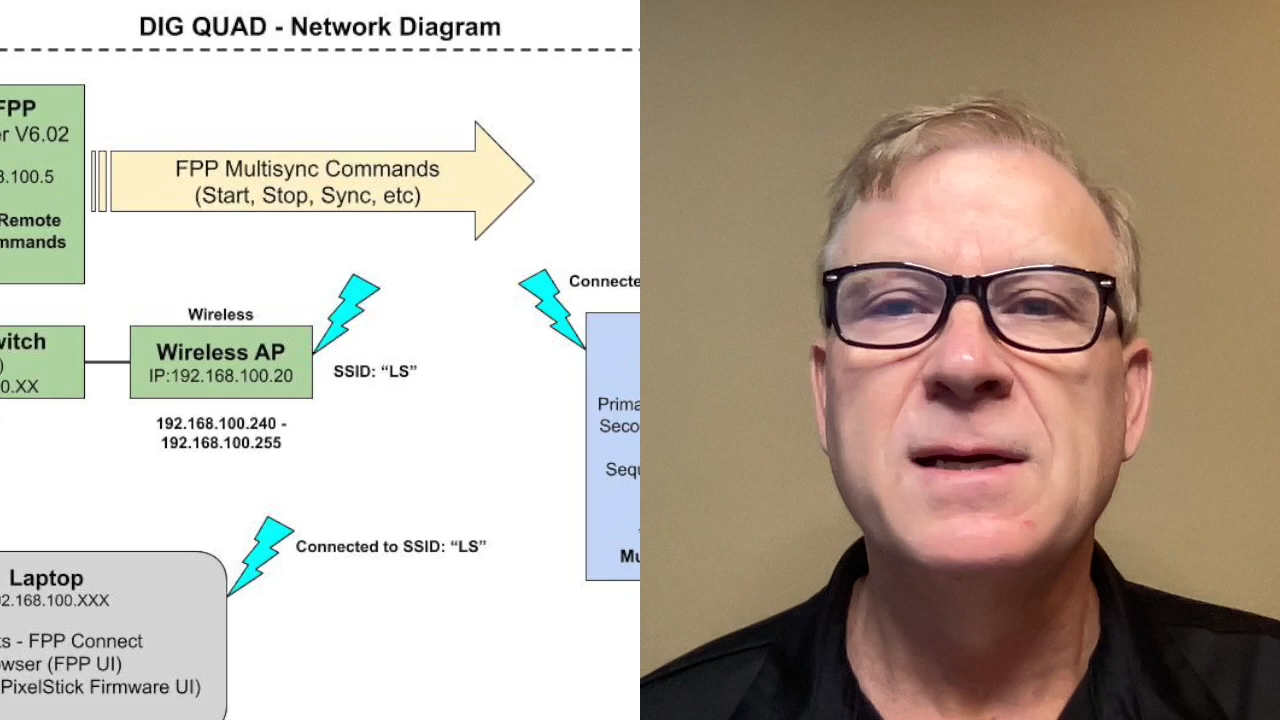 DIG QUAD - Network Diagram
FPP
er V6.02
8.100.5
Remote
mmands
FPP Multisync Commands
(Start, Stop, Sync, etc)
Wireless
witch
)
0.XX
Wireless AP
IP:192.168.100.20
SSID: “LS”
192.168.100.240 -
192.168.100.255
Connecte
Prima
Seco
Sequ
Mu
Connected to SSID: “LS”
Laptop
02.168.100.XXX
ts - FPP Connect
owser (FPP UI)
PixelStick Firmware UI)